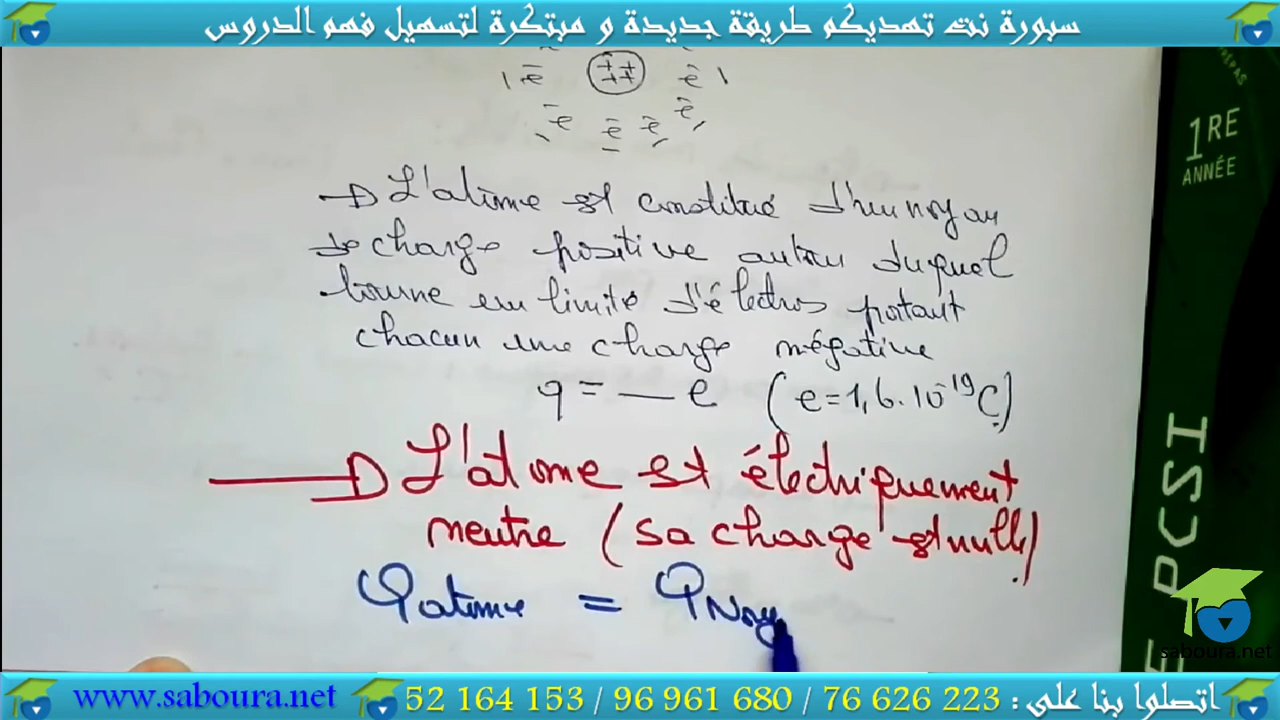 سبورة نت تهديكم طريقة جديدة و مبتكرة لتسهيل فهم الدروس
ē ++ ē
++
ē ē ē ē
L'atome est constitué d'un noyau
de charge positive autour duquel
tourne un limité d'électros portant
chacun une charge négative
q = — e (e = 1,6.10⁻¹⁹C)
L'atome est électriquement
neutre (sa charge est nulle)
Qatome = QNoy
PRÉPAS
1RE
ANNÉE
PCSI
saboura.net
www.saboura.net
52 164 153 / 96 961 680 / 76 626 223 : اتصلوا بنا على